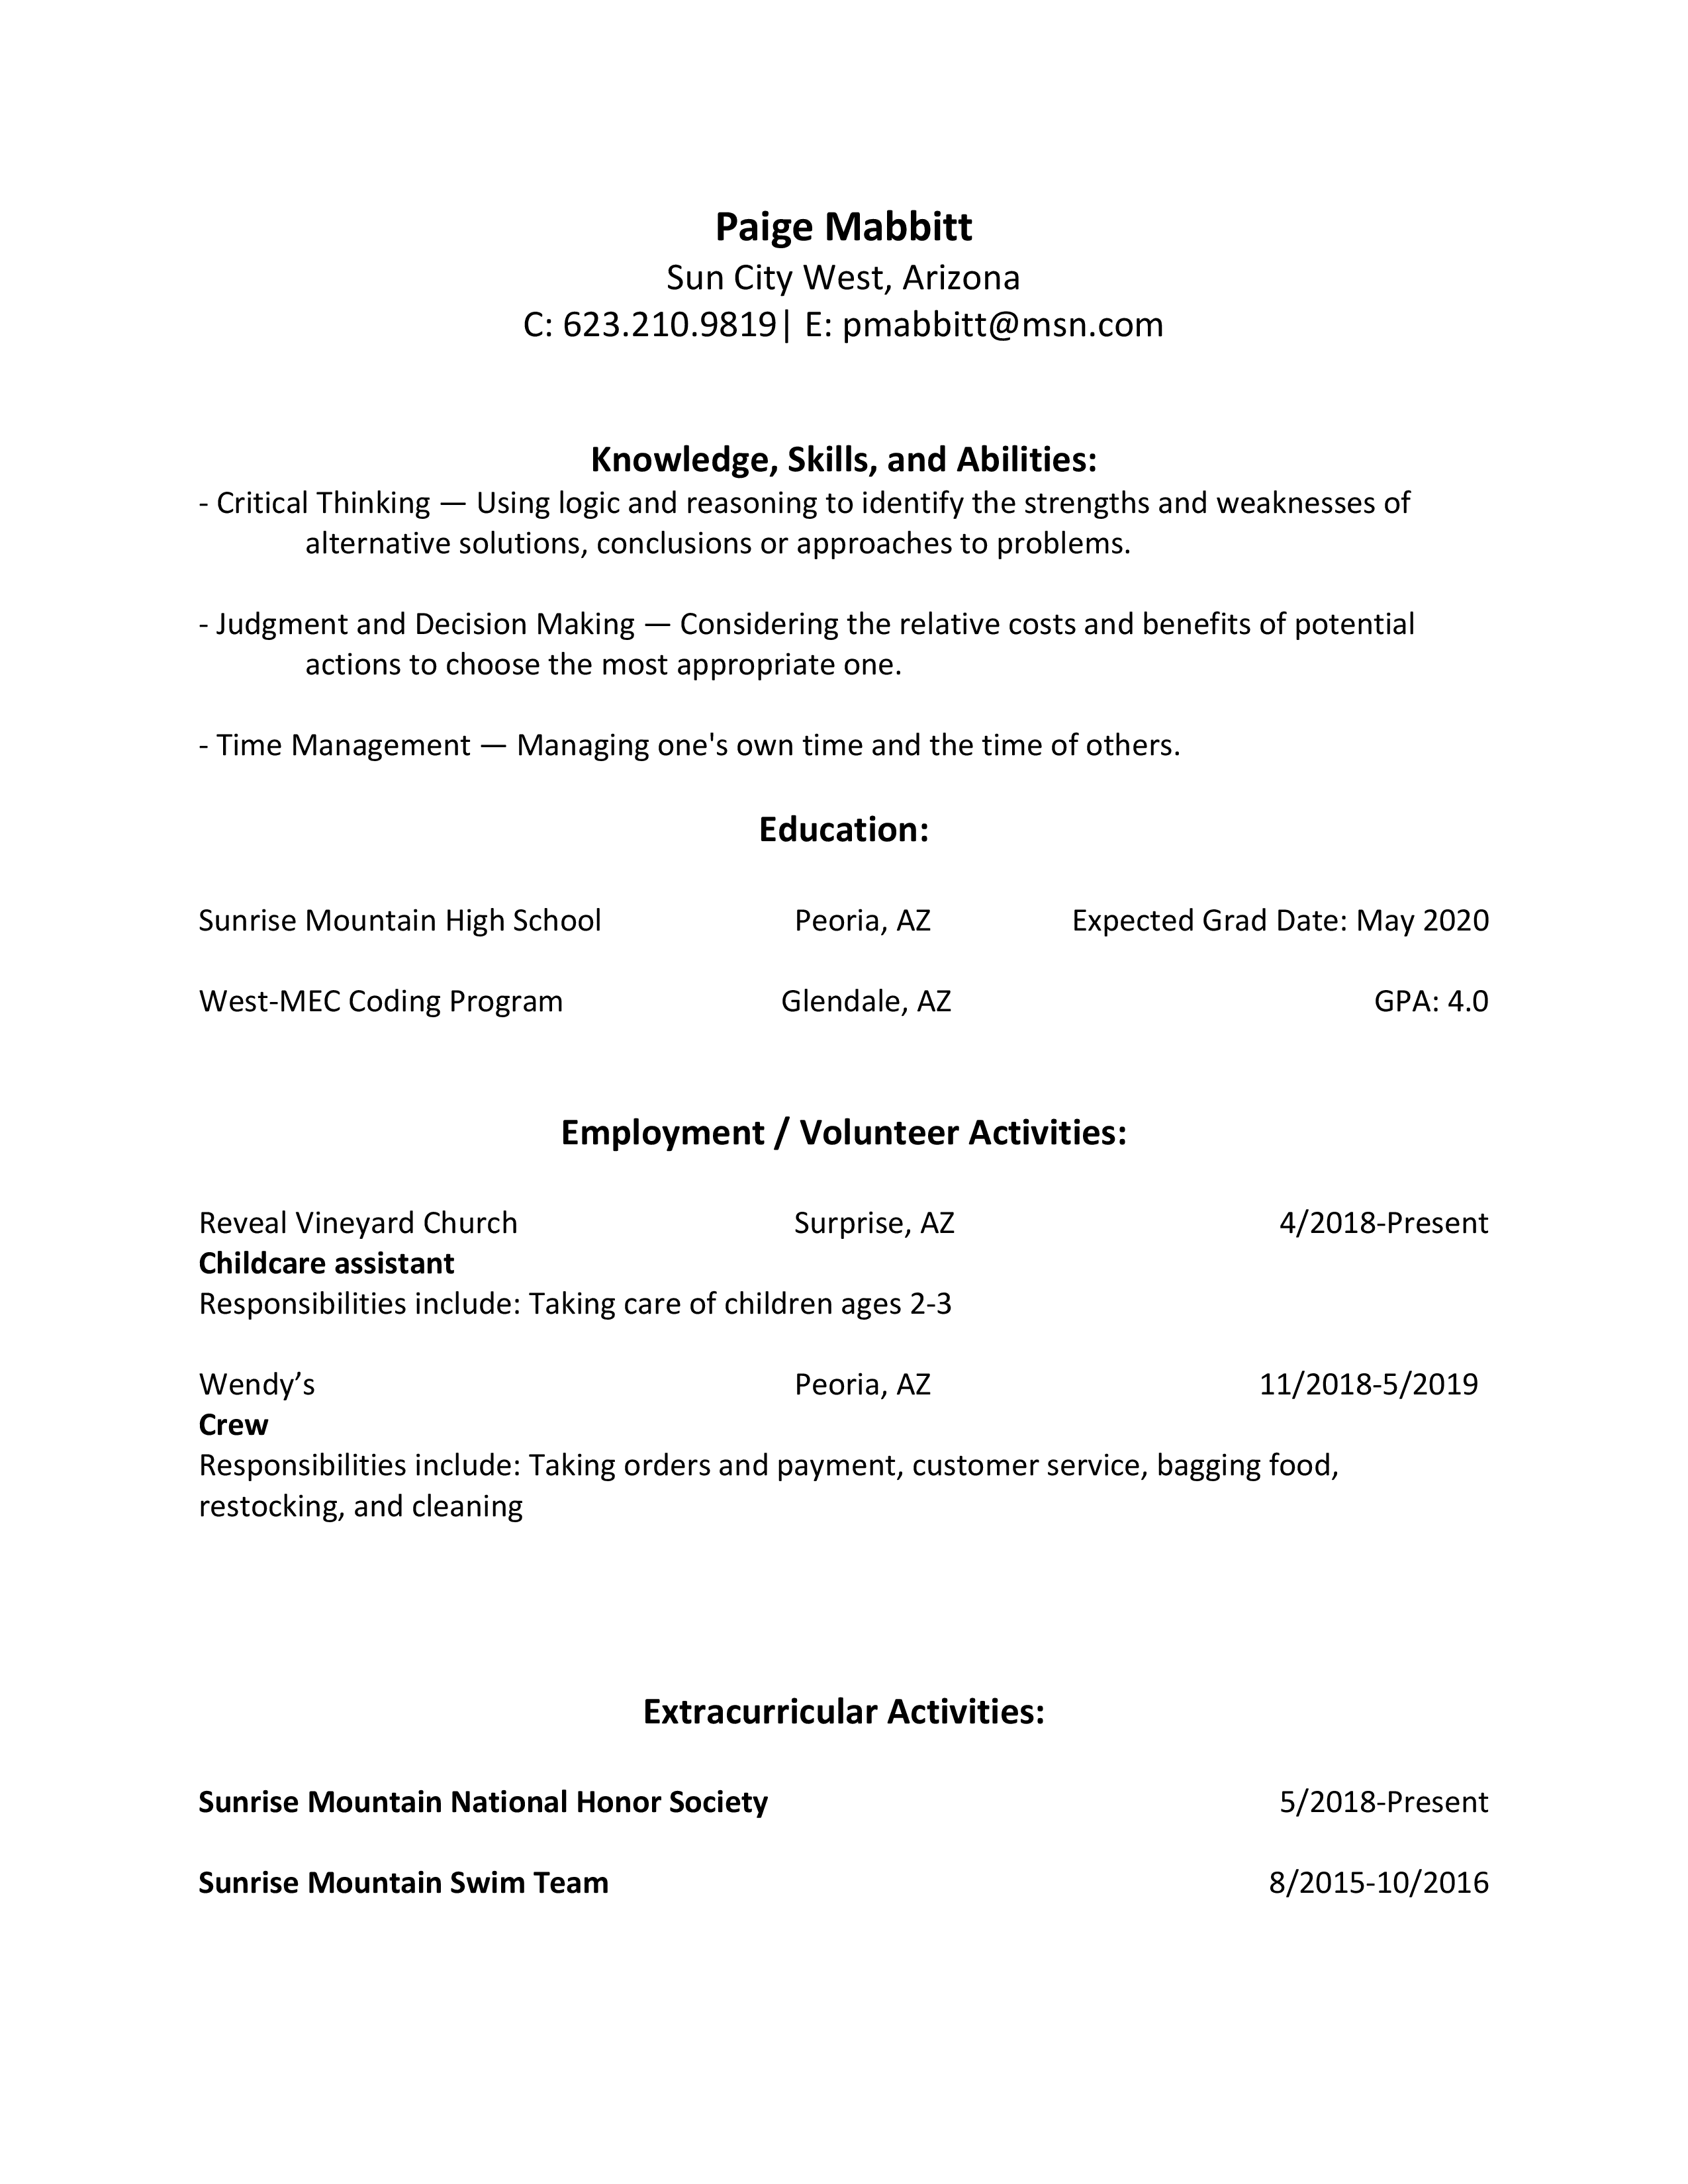 Paige Mabbitt
Sun City West, Arizona
C: 623.210.9819| E: pmabbitt@msn.com
Knowledge, Skills, and Abilities:
- Critical Thinking — Using logic and reasoning to identify the strengths and weaknesses of
alternative solutions, conclusions or approaches to problems.
- Judgment and Decision Making — Considering the relative costs and benefits of potential
actions to choose the most appropriate one.
- Time Management — Managing one's own time and the time of others.
Education:
Sunrise Mountain High School Peoria, AZ Expected Grad Date: May 2020
West-MEC Coding Program Glendale, AZ GPA: 4.0
Employment / Volunteer Activities:
Reveal Vineyard Church Surprise, AZ 4/2018-Present
Childcare assistant
Responsibilities include: Taking care of children ages 2-3
Wendy’s Peoria, AZ 11/2018-5/2019
Crew
Responsibilities include: Taking orders and payment, customer service, bagging food,
restocking, and cleaning
Extracurricular Activities:
Sunrise Mountain National Honor Society 5/2018-Present
Sunrise Mountain Swim Team 8/2015-10/2016